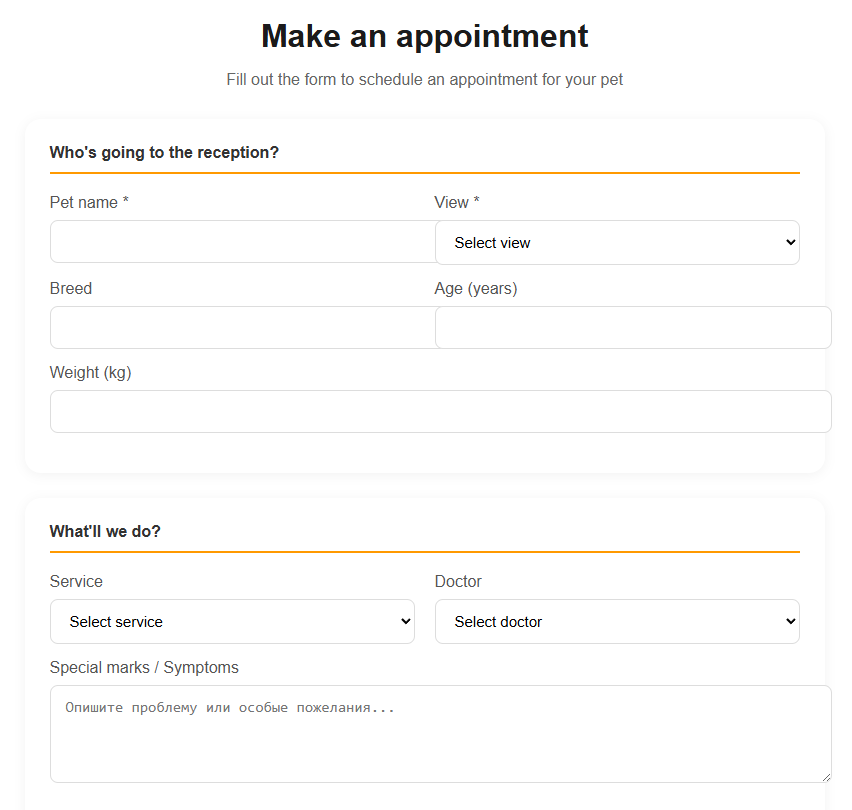 Make an appointment
Fill out the form to schedule an appointment for your pet
Who's going to the reception?
Pet name * View *
Select view
Breed Age (years)
Weight (kg)
What'll we do?
Service Doctor
Select service Select doctor
Special marks / Symptoms
Опишите проблему или особые пожелания...